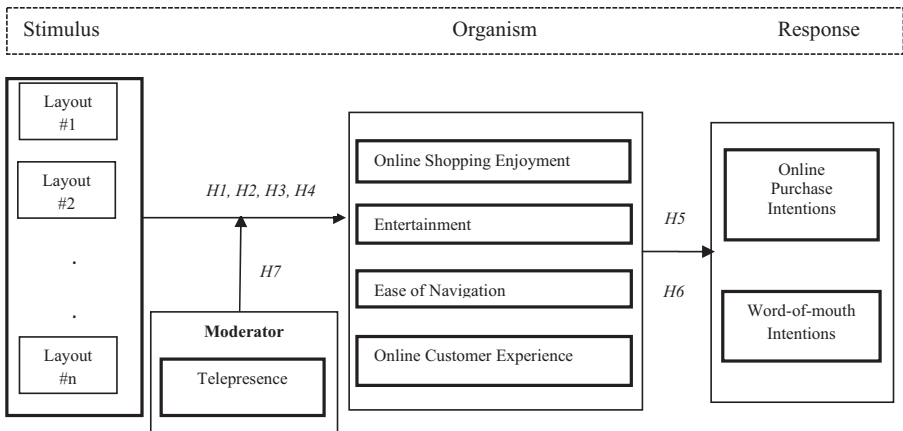 Stimulus Organism Response
Layout
#1
Layout
#2
.
.
Layout
#n
H1, H2, H3, H4
H7
Moderator
Telepresence
Online Shopping Enjoyment
Entertainment
Ease of Navigation
Online Customer Experience
H5
H6
Online
Purchase
Intentions
Word-of-mouth
Intentions